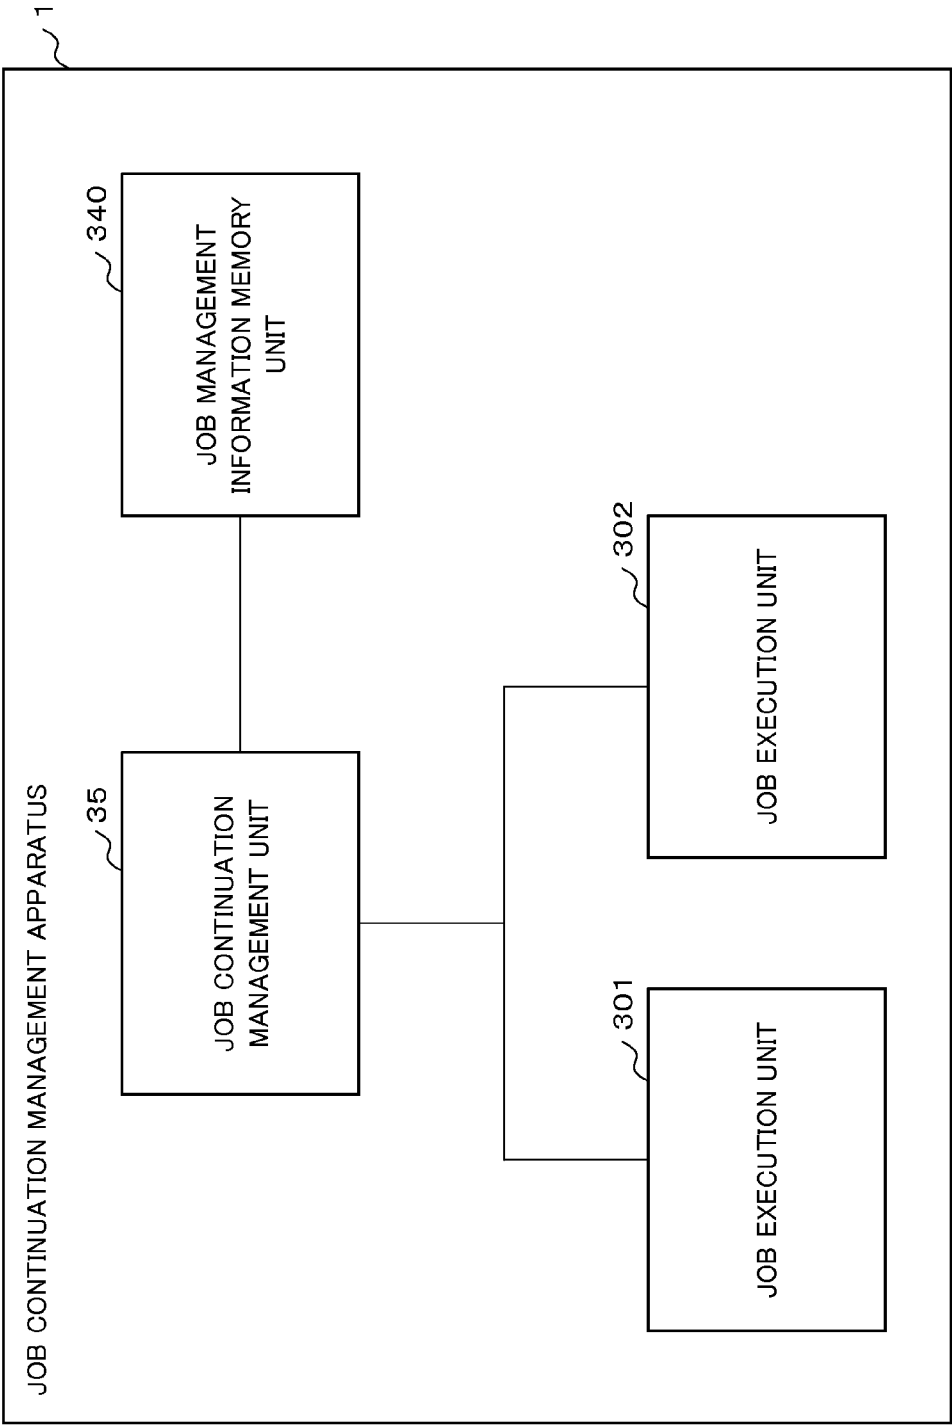 JOB CONTINUATION MANAGEMENT APPARATUS
1
35
JOB CONTINUATION
MANAGEMENT UNIT
340
JOB MANAGEMENT
INFORMATION MEMORY
UNIT
301
JOB EXECUTION UNIT
302
JOB EXECUTION UNIT